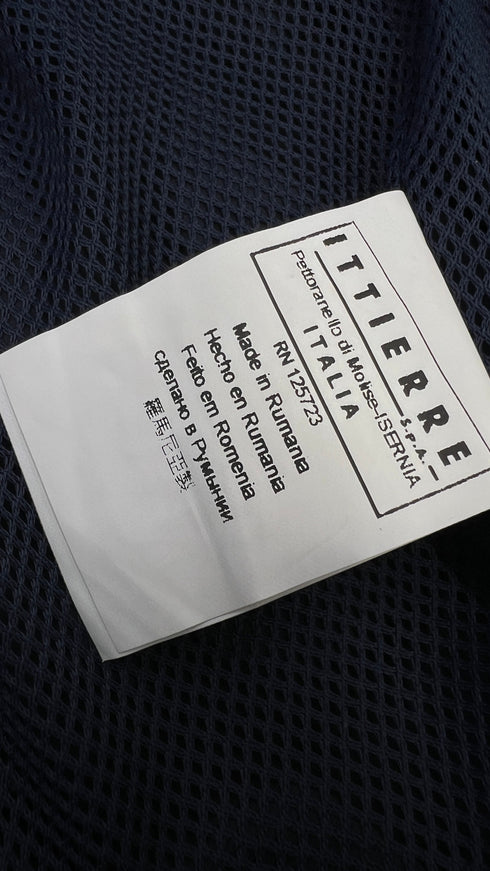 ITTIERRE
S.P.A.
Pettoranello di Molise-ISERNIA
ITALIA
RN 125723
Made in Rumania
Hecho en Rumania
Feito em Romenia
сделано в Румынии
羅馬尼亞製